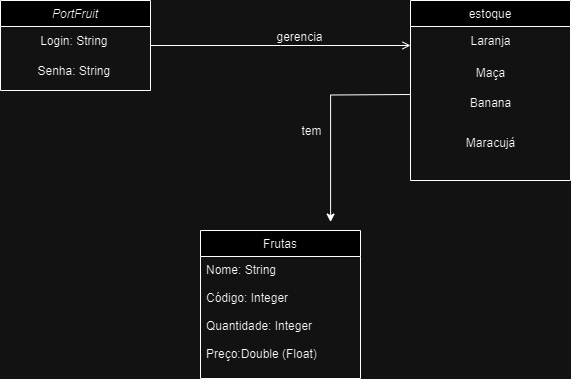 PortFruit
Login: String
Senha: String
gerencia
estoque
Laranja
Maça
Banana
Maracujá
tem
Frutas
Nome: String
Código: Integer
Quantidade: Integer
Preço:Double (Float)